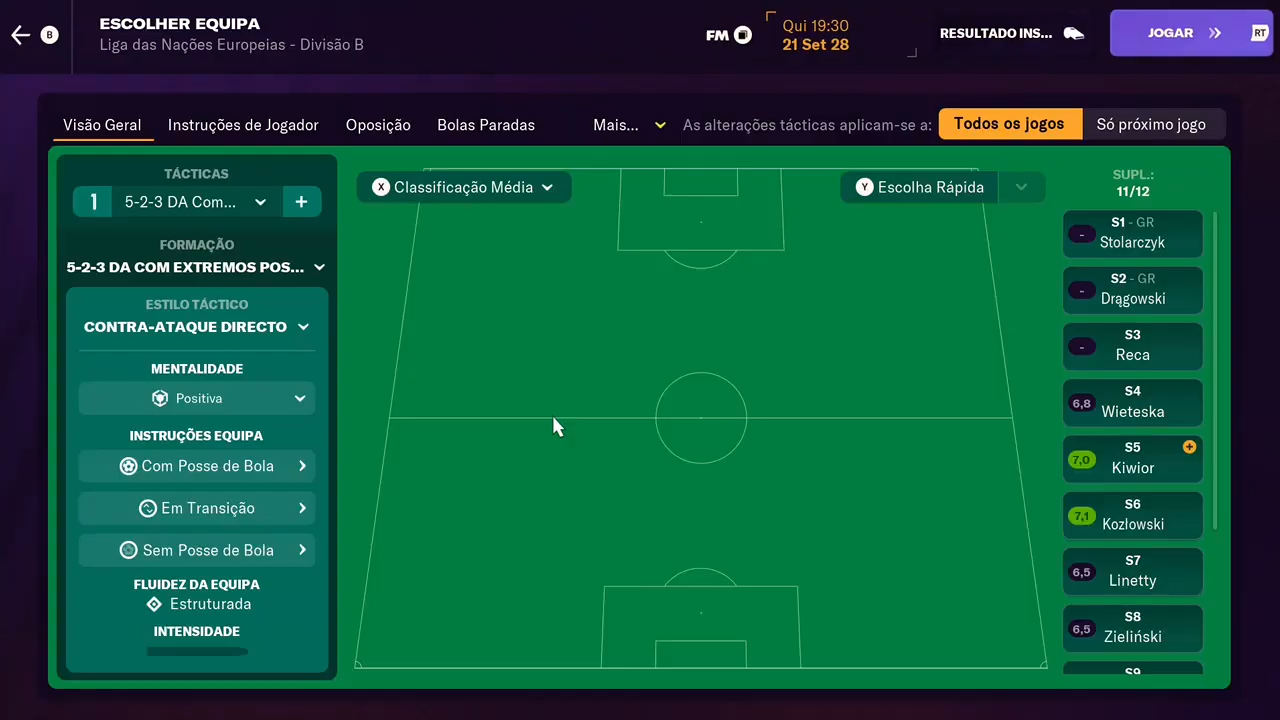 B
ESCOLHER EQUIPA
Liga das Nações Europeias - Divisão B
FM
Qui 19:30
21 Set 28
RESULTADO INS...
JOGAR
RT
Visão Geral
Instruções de Jogador
Oposição
Bolas Paradas
Mais...
As alterações tácticas aplicam-se a:
Todos os jogos
Só próximo jogo
TÁCTICAS
1
5-2-3 DA Com...
+
FORMAÇÃO
5-2-3 DA COM EXTREMOS POS...
ESTILO TÁCTICO
CONTRA-ATAQUE DIRECTO
MENTALIDADE
Positiva
INSTRUÇÕES EQUIPA
Com Posse de Bola
Em Transição
Sem Posse de Bola
FLUIDEZ DA EQUIPA
Estruturada
INTENSIDADE
X Classificação Média
Y Escolha Rápida
SUPL.:
11/12
S1 - GR
- Stolarczyk
S2 - GR
- Drągowski
S3
- Reca
S4
6,8 Wieteska
S5
7,0 Kiwior
S6
7,1 Kozlowski
S7
6,5 Linetty
S8
6,5 Zieliński
S9